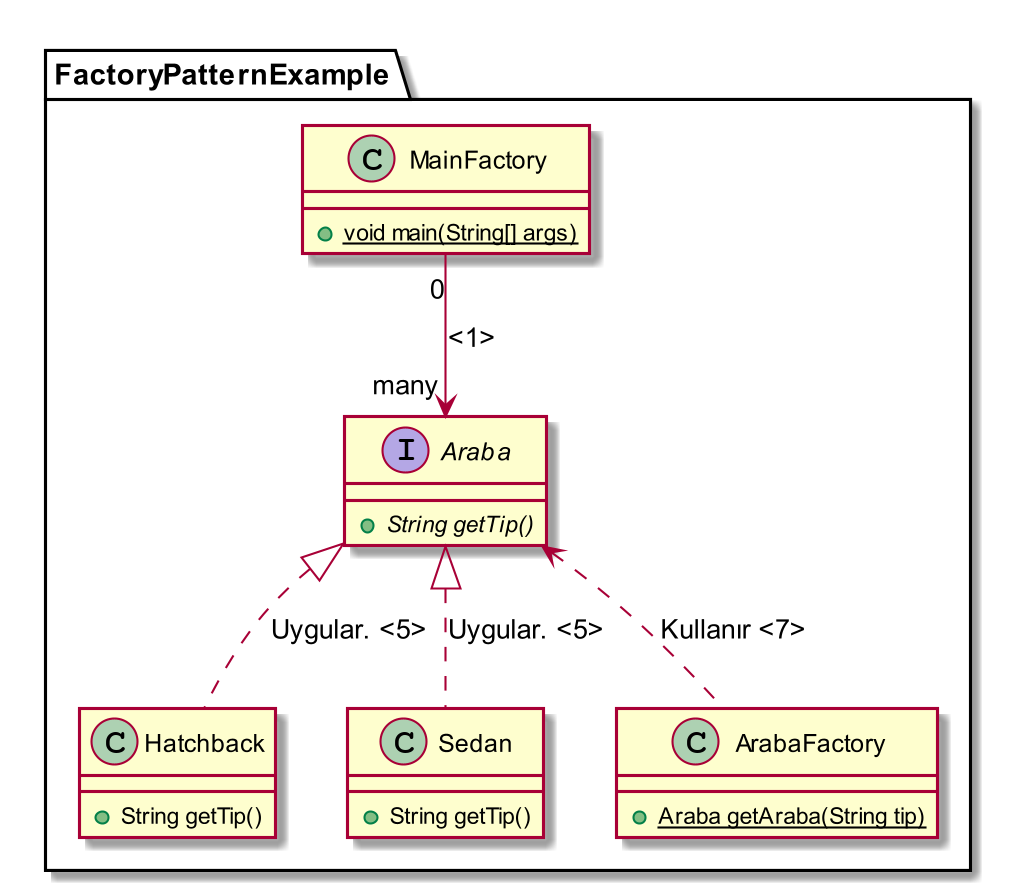 FactoryPatternExample
C MainFactory
void main(String[] args)
0
<1>
many
I Araba
String getTip()
Uygular. <5>
Uygular. <5>
Kullanır <7>
C Hatchback
String getTip()
C Sedan
String getTip()
C ArabaFactory
Araba getAraba(String tip)